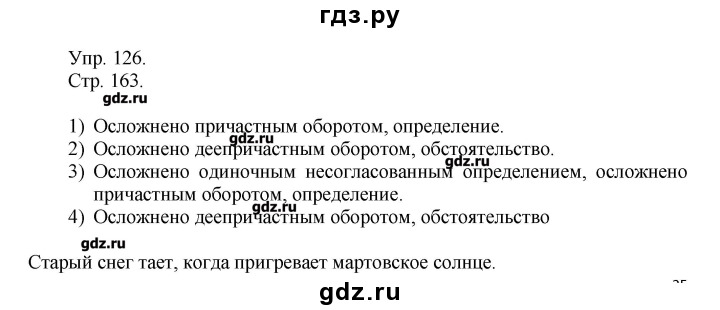 гдз.ру
Упр. 126.
Стр. 163.
gdz.ru
1) Осложнено причастным оборотом, определение.
gdz.ru
2) Осложнено деепричастным оборотом, обстоятельство.
gdz.ru
3) Осложнено одиночным несогласованным определением, осложнено
причастным оборотом, определение.
gdz.ru
4) Осложнено деепричастным оборотом, обстоятельство
gdz.ru
Старый снег тает, когда пригревает мартовское солнце.
gdz.ru